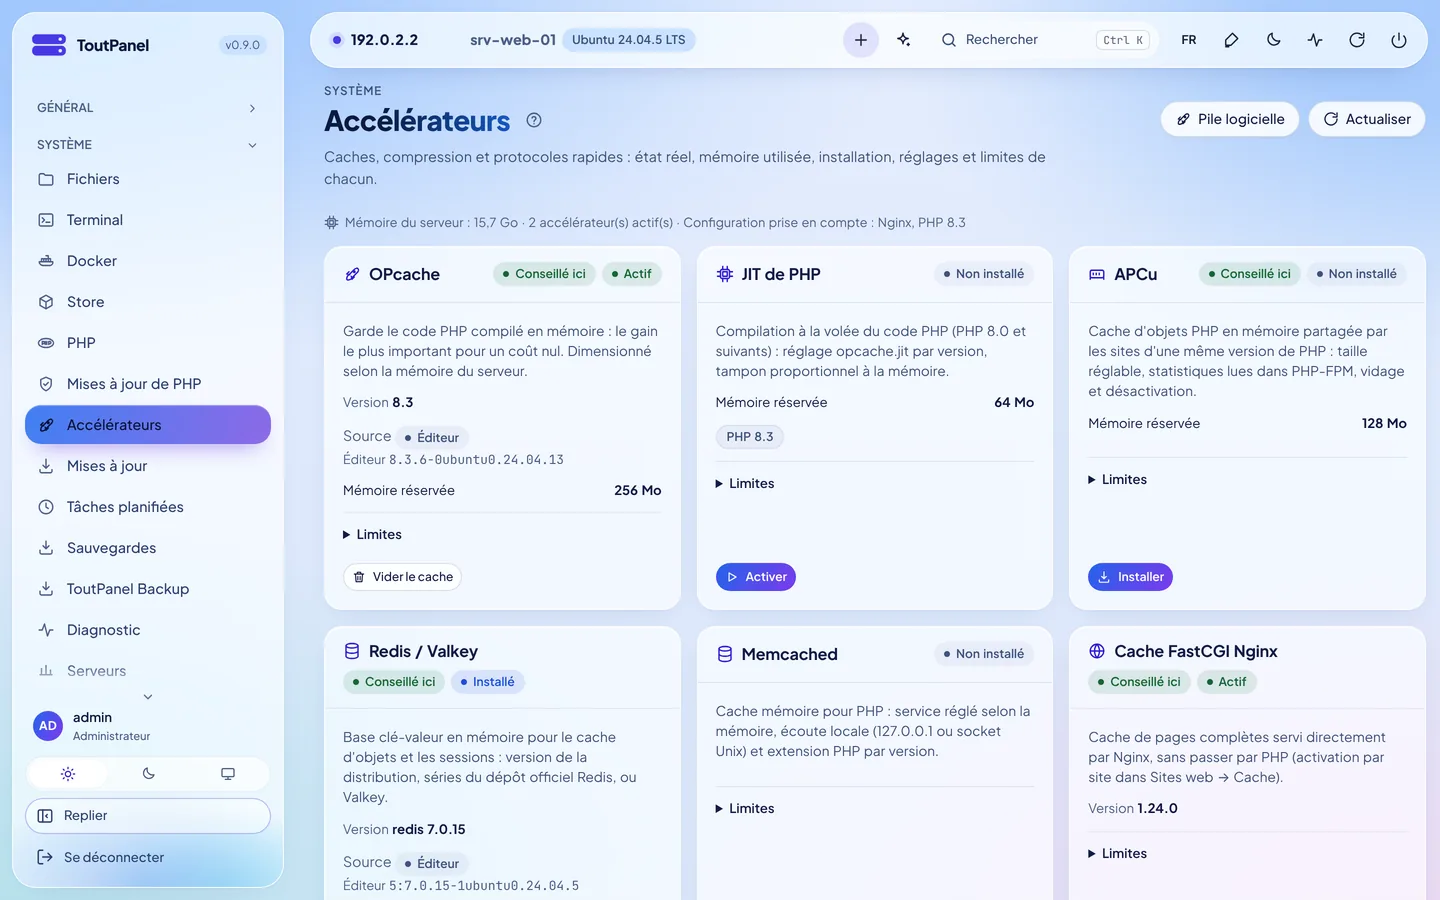 ToutPanel
v0.9.0
GÉNÉRAL
SYSTÈME
Fichiers
Terminal
Docker
Store
PHP
Mises à jour de PHP
Accélérateurs
Mises à jour
Tâches planifiées
Sauvegardes
ToutPanel Backup
Diagnostic
Serveurs
AD
admin
Administrateur
Replier
Se déconnecter
192.0.2.2
srv-web-01
Ubuntu 24.04.5 LTS
Rechercher
Ctrl K
FR
SYSTÈME
Accélérateurs
Pile logicielle
Actualiser
Caches, compression et protocoles rapides : état réel, mémoire utilisée, installation, réglages et limites de
chacun.
Mémoire du serveur : 15,7 Go · 2 accélérateur(s) actif(s) · Configuration prise en compte : Nginx, PHP 8.3
OPcache
Conseillé ici
Actif
Garde le code PHP compilé en mémoire : le gain
le plus important pour un coût nul. Dimensionné
selon la mémoire du serveur.
Version 8.3
Source
Éditeur
Éditeur 8.3.6-0ubuntu0.24.04.13
Mémoire réservée 256 Mo
Limites
Vider le cache
JIT de PHP
Non installé
Compilation à la volée du code PHP (PHP 8.0 et
suivants) : réglage opcache.jit par version,
tampon proportionnel à la mémoire.
Mémoire réservée 64 Mo
PHP 8.3
Limites
Activer
APCu
Conseillé ici
Non installé
Cache d'objets PHP en mémoire partagée par
les sites d'une même version de PHP : taille
réglable, statistiques lues dans PHP-FPM, vidage
et désactivation.
Mémoire réservée 128 Mo
Limites
Installer
Redis / Valkey
Conseillé ici
Installé
Base clé-valeur en mémoire pour le cache
d'objets et les sessions : version de la
distribution, séries du dépôt officiel Redis, ou
Valkey.
Version redis 7.0.15
Source
Éditeur
Éditeur 5:7.0.15-1ubuntu0.24.04.5
Memcached
Non installé
Cache mémoire pour PHP : service réglé selon la
mémoire, écoute locale (127.0.0.1 ou socket
Unix) et extension PHP par version.
Limites
Cache FastCGI Nginx
Conseillé ici
Actif
Cache de pages complètes servi directement
par Nginx, sans passer par PHP (activation par
site dans Sites web → Cache).
Version 1.24.0
Limites